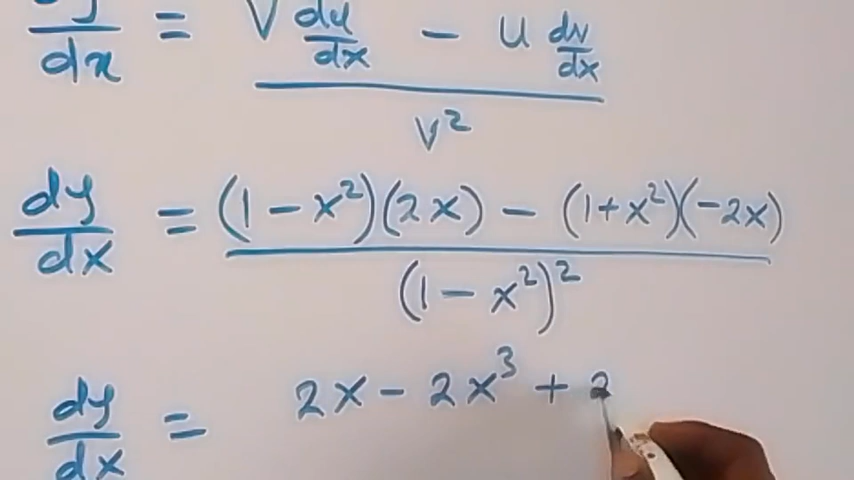 dy/dx = (V du/dx - u dv/dx) / v²
dy/dx = (1 - x²)(2x) - (1+x²)(-2x) / (1 - x²)²
dy/dx = 2x - 2x³ + 2